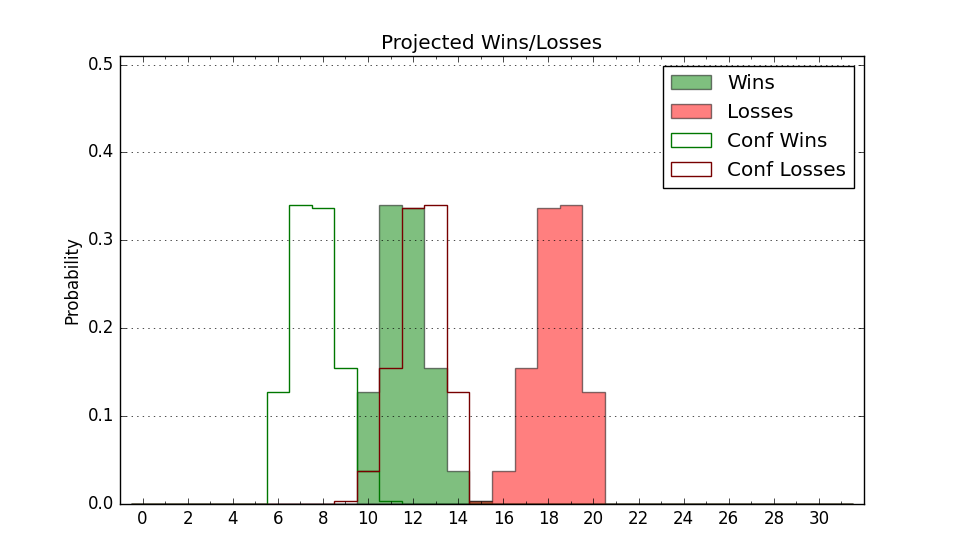 Projected Wins/Losses
0.5
0.4
0.3
0.2
0.1
0.0
Probability
Wins
Losses
Conf Wins
Conf Losses
0 2 4 6 8 10 12 14 16 18 20 22 24 26 28 30